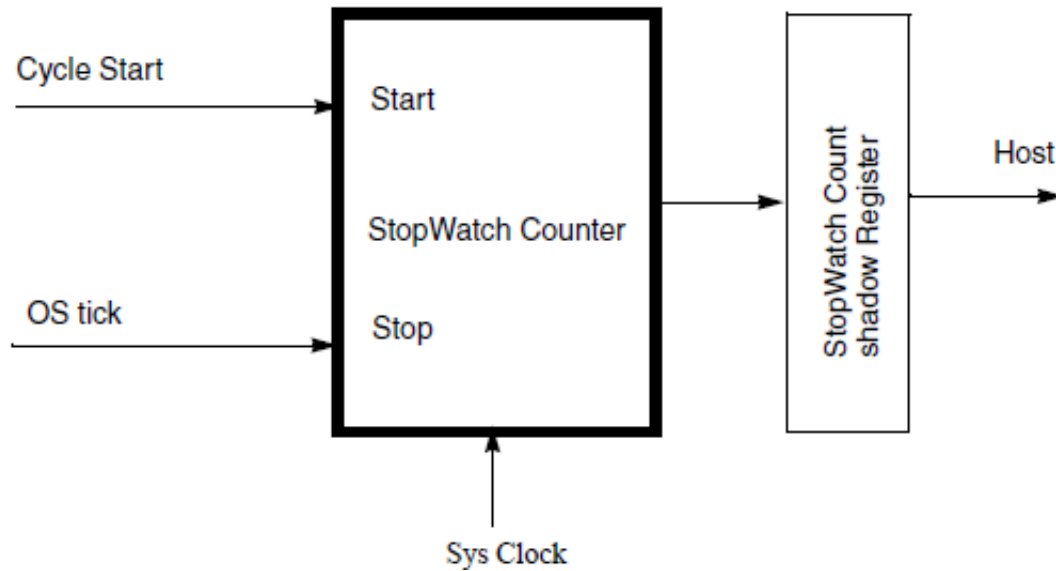 Cycle Start
Start
StopWatch Counter
OS tick
Stop
StopWatch Count
shadow Register
Host
Sys Clock